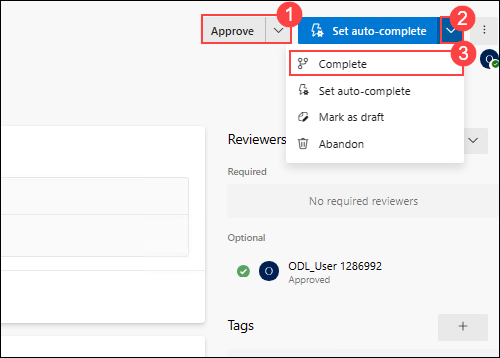 1
2
Approve
Set auto-complete
3
Complete
O
Set auto-complete
Mark as draft
Abandon
Reviewers
Required
No required reviewers
Optional
O
ODL_User 1286992
Approved
Tags